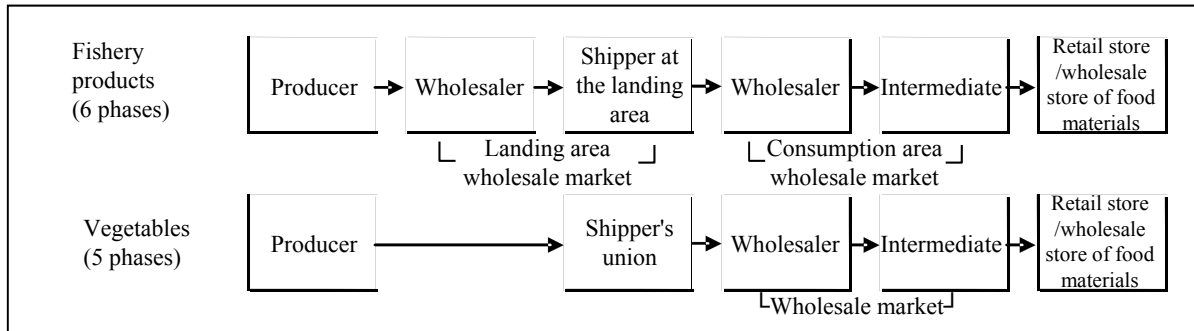 Fishery
products
(6 phases)
Producer
Wholesaler
Shipper at
the landing
area
Wholesaler
Intermediate
Retail store
/wholesale
store of food
materials
Landing area
wholesale market
Consumption area
wholesale market
Vegetables
(5 phases)
Producer
Shipper's
union
Wholesaler
Intermediate
Retail store
/wholesale
store of food
materials
Wholesale market